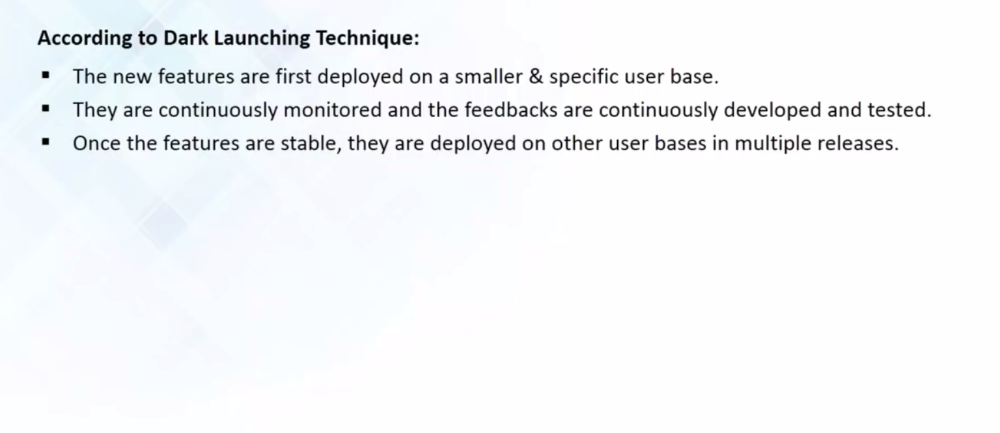 According to Dark Launching Technique:
▪ The new features are first deployed on a smaller & specific user base.
▪ They are continuously monitored and the feedbacks are continuously developed and tested.
▪ Once the features are stable, they are deployed on other user bases in multiple releases.